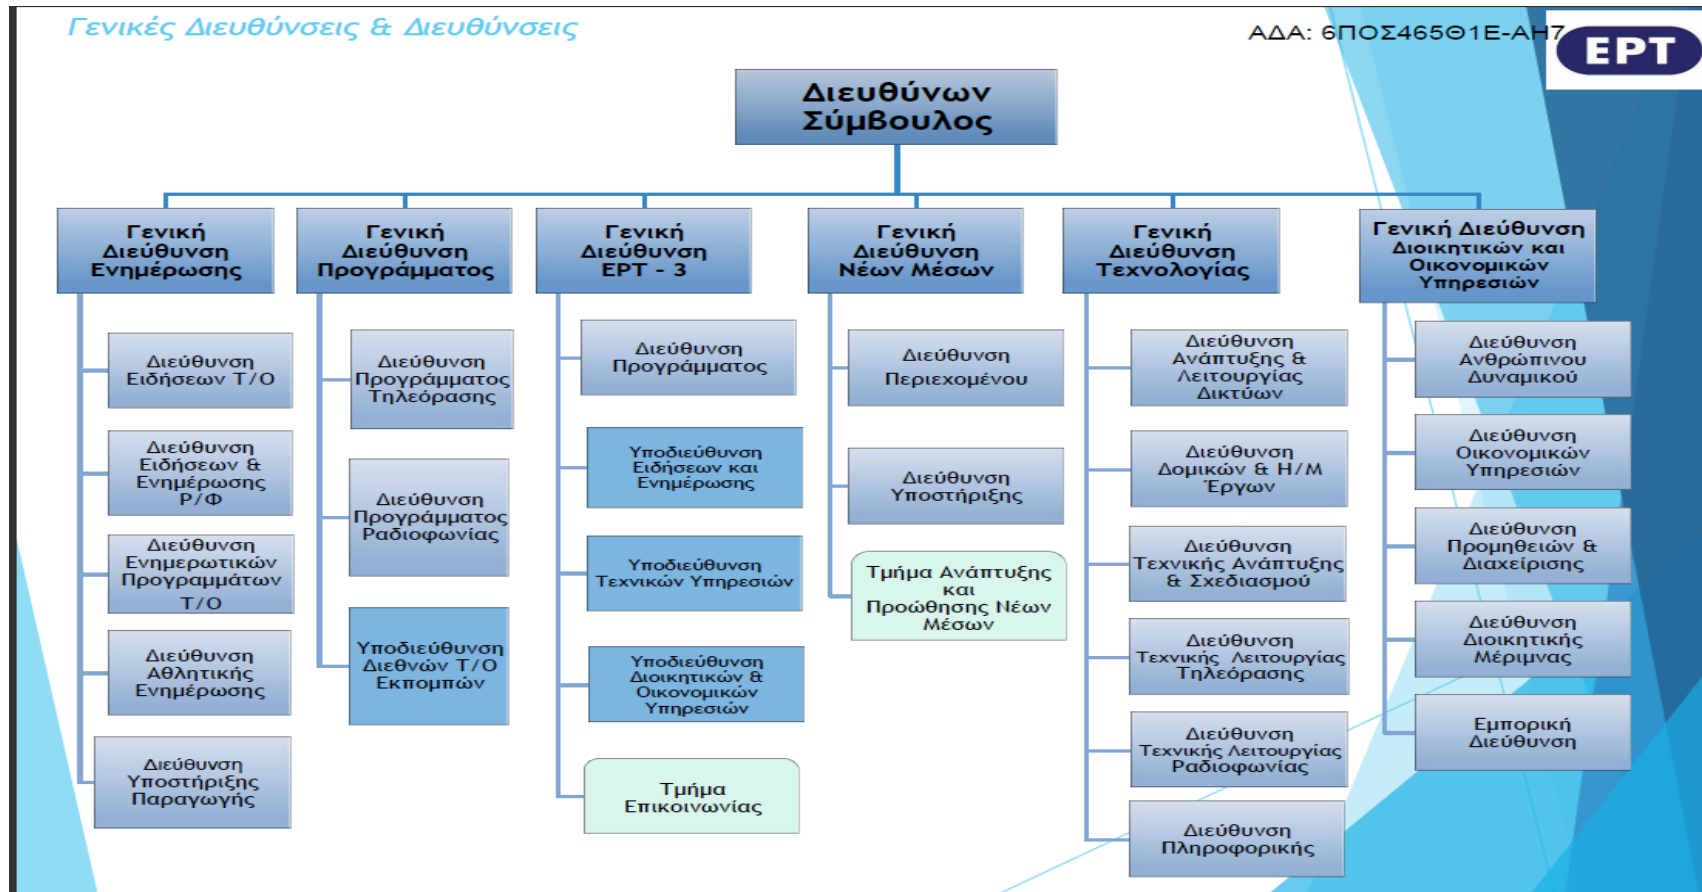 Γενικές Διευθύνσεις & Διευθύνσεις
ΑΔΑ: 6ΠΟΣ465Θ1Ε-ΑΗ7
ΕΡΤ
Διευθύνων
Σύμβουλος
Γενική
Διεύθυνση
Ενημέρωσης
Διεύθυνση
Ειδήσεων Τ/Ο
Διεύθυνση
Ειδήσεων &
Ενημέρωσης
Ρ/Φ
Διεύθυνση
Ενημερωτικών
Προγραμμάτων
Τ/Ο
Διεύθυνση
Αθλητικής
Ενημέρωσης
Διεύθυνση
Υποστήριξης
Παραγωγής
Γενική
Διεύθυνση
Προγράμματος
Διεύθυνση
Προγράμματος
Τηλεόρασης
Διεύθυνση
Προγράμματος
Ραδιοφωνίας
Υποδιεύθυνση
Διεθνών Τ/Ο
Εκπομπών
Γενική
Διεύθυνση
ΕΡΤ - 3
Διεύθυνση
Προγράμματος
Υποδιεύθυνση
Ειδήσεων και
Ενημέρωσης
Υποδιεύθυνση
Τεχνικών Υπηρεσιών
Υποδιεύθυνση
Διοικητικών &
Οικονομικών
Υπηρεσιών
Τμήμα
Επικοινωνίας
Γενική
Διεύθυνση
Νέων Μέσων
Διεύθυνση
Περιεχομένου
Διεύθυνση
Υποστήριξης
Τμήμα Ανάπτυξης
και
Προώθησης Νέων
Μέσων
Γενική
Διεύθυνση
Τεχνολογίας
Διεύθυνση
Ανάπτυξης &
Λειτουργίας
Δικτύων
Διεύθυνση
Δομικών & Η/Μ
Έργων
Διεύθυνση
Τεχνικής Ανάπτυξης
& Σχεδιασμού
Διεύθυνση
Τεχνικής Λειτουργίας
Τηλεόρασης
Διεύθυνση
Τεχνικής Λειτουργίας
Ραδιοφωνίας
Διεύθυνση
Πληροφορικής
Γενική Διεύθυνση
Διοικητικών και
Οικονομικών
Υπηρεσιών
Διεύθυνση
Ανθρώπινου
Δυναμικού
Διεύθυνση
Οικονομικών
Υπηρεσιών
Διεύθυνση
Προμηθειών &
Διαχείρισης
Διεύθυνση
Διοικητικής
Μέριμνας
Εμπορική
Διεύθυνση